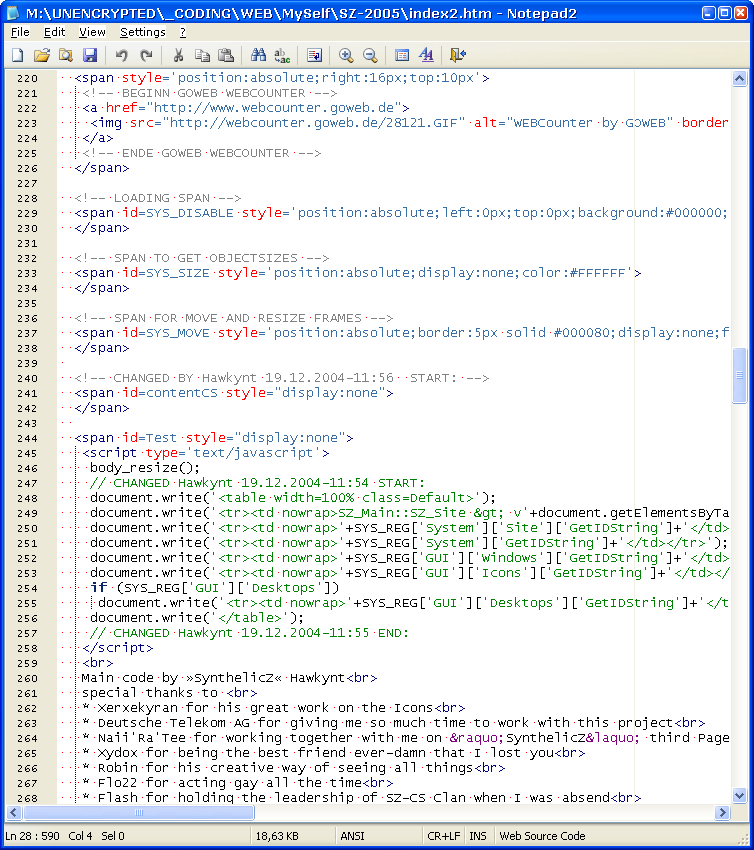 M:\UNENCRYPTED\_CODING\WEB\MySelf\SZ-2005\index2.htm - Notepad2
File Edit View Settings ?
220 <span style='position:absolute;right:16px;top:10px'>
221 <!-- BEGINN GOWEB WEBCOUNTER -->
222 <a href="http://www.webcounter.goweb.de">
223 <img src="http://webcounter.goweb.de/28121.GIF" alt="WEBCounter by GOWEB" border
224 </a>
225 <!-- ENDE GOWEB WEBCOUNTER -->
226 </span>
227
228 <!-- LOADING SPAN -->
229 <span id=SYS_DISABLE style='position:absolute;left:0px;top:0px;background:#000000;
230 </span>
231
232 <!-- SPAN TO GET OBJECTSIZES -->
233 <span id=SYS_SIZE style='position:absolute;display:none;color:#FFFFFF'>
234 </span>
235
236 <!-- SPAN FOR MOVE AND RESIZE FRAMES -->
237 <span id=SYS_MOVE style='position:absolute;border:5px solid #000080;display:none;f
238 </span>
239
240 <!-- CHANGED BY Hawkynt 19.12.2004-11:56  START: -->
241 <span id=contentCS style="display:none">
242 </span>
243
244 <span id=Test style="display:none">
245 <script type='text/javascript'>
246 body_resize();
247 // CHANGED Hawkynt 19.12.2004-11:54 START:
248 document.write('<table width=100% class=Default>');
249 document.write('<tr><td nowrap>SZ_Main::SZ_Site &gt; v'+document.getElementsByTa
250 document.write('<tr><td nowrap>'+SYS_REG['System']['Site']['GetIDString']+'</td>
251 document.write('<tr><td nowrap>'+SYS_REG['System']['GetIDString']+'</td></tr>');
252 document.write('<tr><td nowrap>'+SYS_REG['GUI']['Windows']['GetIDString']+'</td>
253 document.write('<tr><td nowrap>'+SYS_REG['GUI']['Icons']['GetIDString']+'</td></
254 if (SYS_REG['GUI']['Desktops'])
255 document.write('<tr><td nowrap>'+SYS_REG['GUI']['Desktops']['GetIDString']+'</t
256 document.write('</table>');
257 // CHANGED Hawkynt 19.12.2004-11:55 END:
258 </script>
259 <br>
260 Main code by »SynthelicZ« Hawkynt<br>
261 special thanks to <br>
262 * Xerxekyran for his great work on the Icons<br>
263 * Deutsche Telekom AG for giving me so much time to work with this project<br>
264 * Naii'Ra'Tee for working together with me on &raquo;SynthelicZ&laquo; third Page
265 * Xydox for being the best friend ever-damn that I lost you<br>
266 * Robin for his creative way of seeing all things<br>
267 * Flo22 for acting gay all the time<br>
268 * Flash for holding the leadership of SZ-CS Clan when I was absend<br>
Ln 28 : 590 Col 4 Sel 0 18,63 KB ANSI CR+LF INS Web Source Code